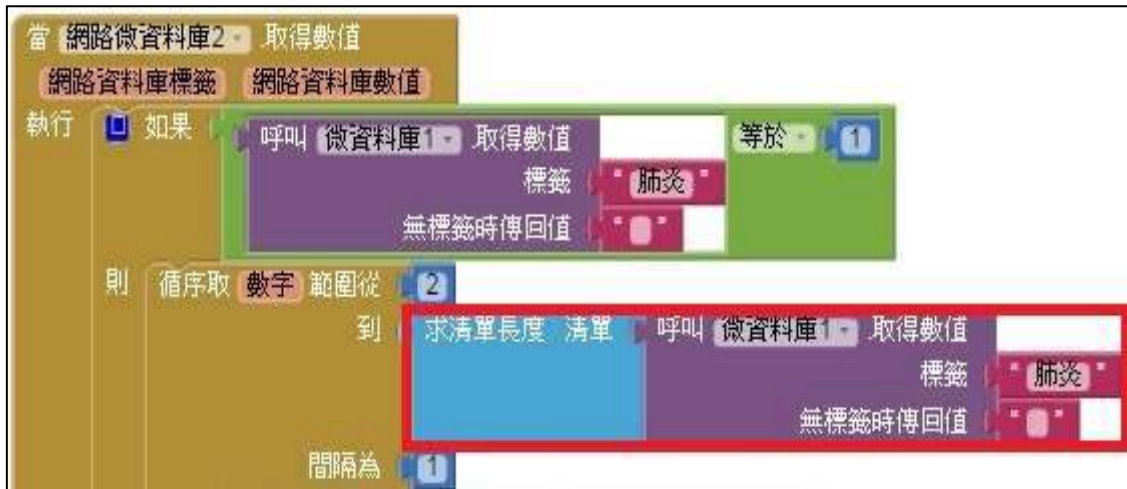 當 網路微資料庫2 取得數值
網路資料庫標籤 網路資料庫數值
執行 如果 呼叫 微資料庫1 取得數值 等於 1
標籤 "肺炎"
無標籤時傳回值 " "
則 循序取 數字 範圍從 2
到 求清單長度 清單 呼叫 微資料庫1 取得數值
標籤 "肺炎"
無標籤時傳回值 " "
間隔為 1